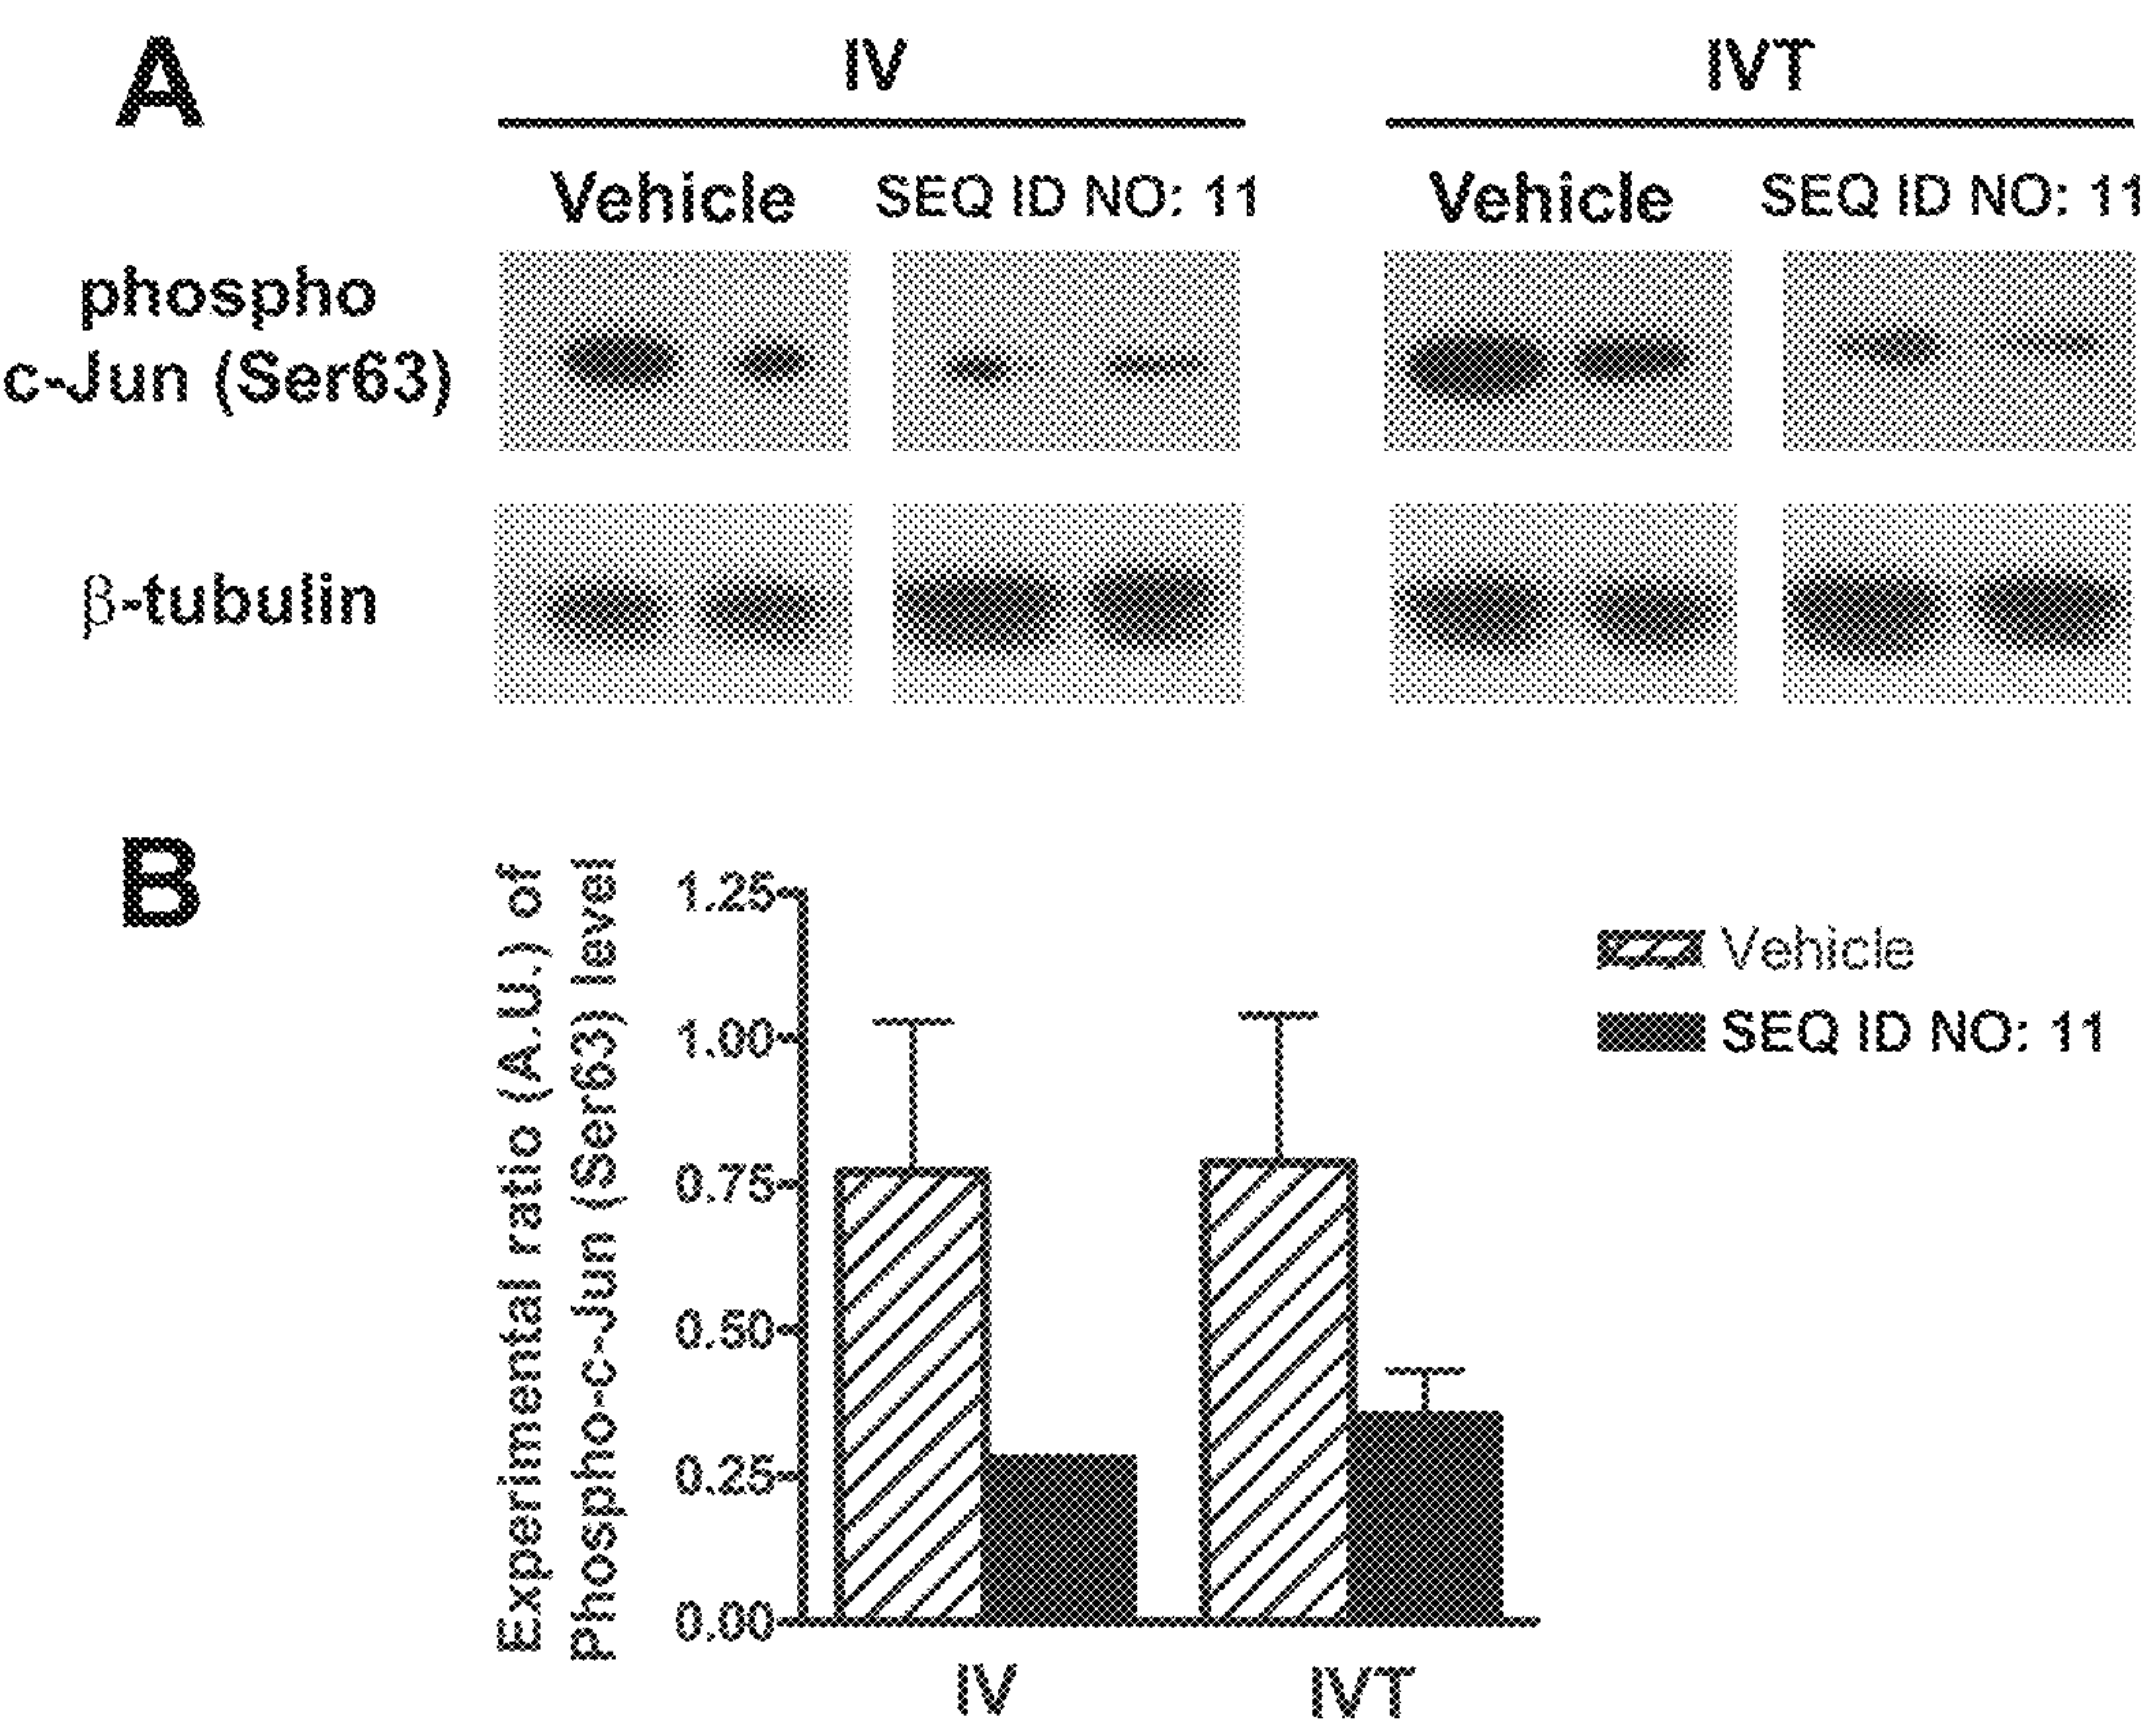 A
IV
IVT
Vehicle
SEQ ID NO: 11
Vehicle
SEQ ID NO: 11
phospho
c-Jun (Ser63)
β-tubulin
B
Experimental ratio (A.U.) of
Phospho-c-Jun (Ser63) level
1.25
1.00
0.75
0.50
0.25
0.00
IV
IVT
Vehicle
SEQ ID NO: 11